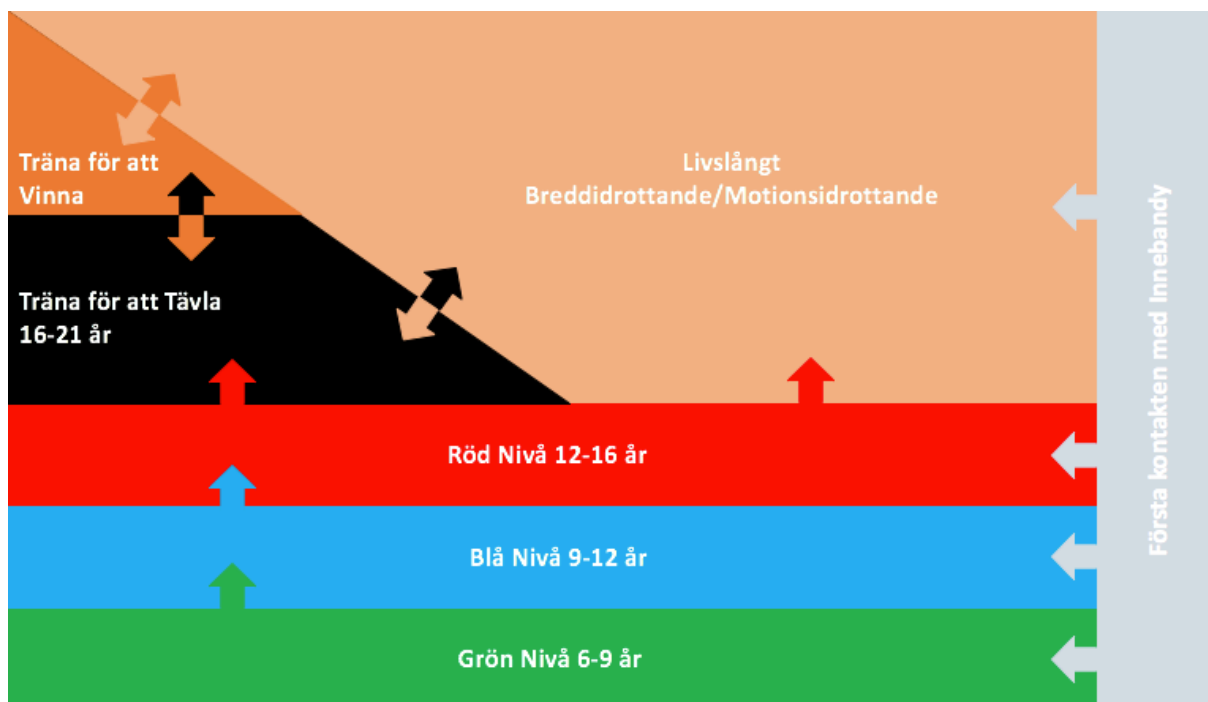 Träna för att
Vinna
Livslångt
Breddidrottande/Motionsidrottande
Träna för att Tävla
16-21 år
Röd Nivå 12-16 år
Blå Nivå 9-12 år
Grön Nivå 6-9 år
Första kontakten med Innebandy